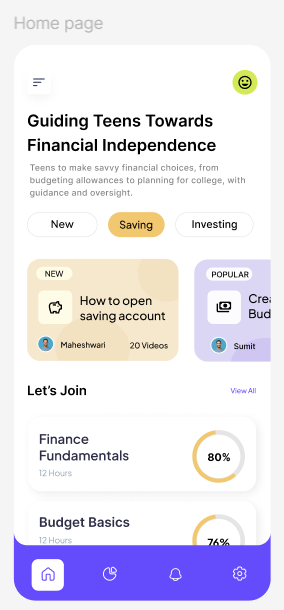 Home page
Guiding Teens Towards
Financial Independence
Teens to make savvy financial choices, from
budgeting allowances to planning for college, with
guidance and oversight.
New
Saving
Investing
NEW
How to open
saving account
Maheshwari
20 Videos
POPULAR
Crea
Bud
Sumit
Let's Join
View All
Finance
Fundamentals
12 Hours
80%
Budget Basics
12 Hours
76%